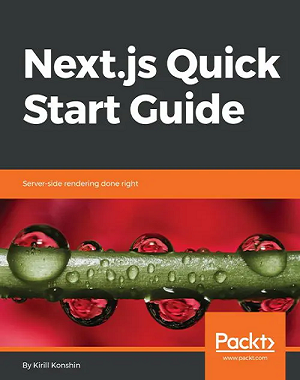 Next.js Quick
Start Guide
Server-side rendering done right
By Kirill Konshin
Packt>
www.packt.com